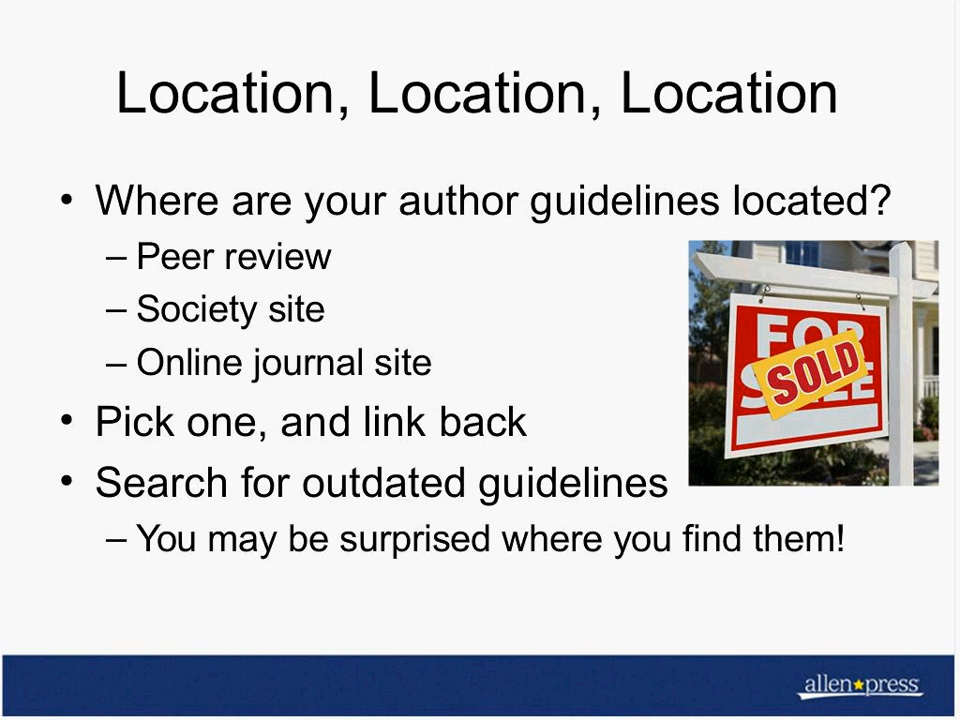 Location, Location, Location
• Where are your author guidelines located?
– Peer review
– Society site
– Online journal site
• Pick one, and link back
• Search for outdated guidelines
– You may be surprised where you find them!
FOR
SALE
SOLD
allen★press